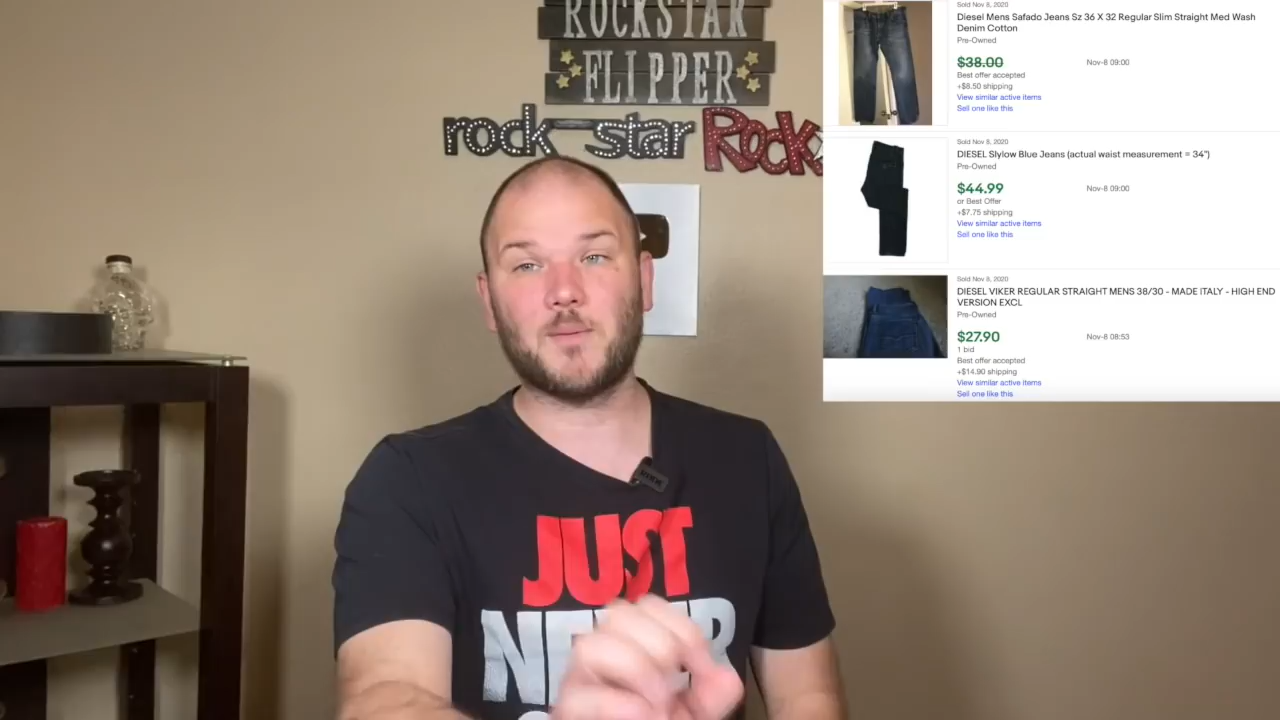 ROCKSTAR
FLIPPER
rock-star
Rock
JUST
NEVER
Sold Nov 8, 2020
Diesel Mens Safado Jeans Sz 36 X 32 Regular Slim Straight Med Wash
Denim Cotton
Pre-Owned
$38.00
Nov-8 09:00
Best offer accepted
+$8.50 shipping
View similar active items
Sell one like this
Sold Nov 8, 2020
DIESEL Slylow Blue Jeans (actual waist measurement = 34")
Pre-Owned
$44.99
Nov-8 09:00
or Best Offer
+$7.75 shipping
View similar active items
Sell one like this
Sold Nov 8, 2020
DIESEL VIKER REGULAR STRAIGHT MENS 38/30 - MADE ITALY - HIGH END
VERSION EXCL
Pre-Owned
$27.90
Nov-8 08:53
1 bid
Best offer accepted
+$14.90 shipping
View similar active items
Sell one like this